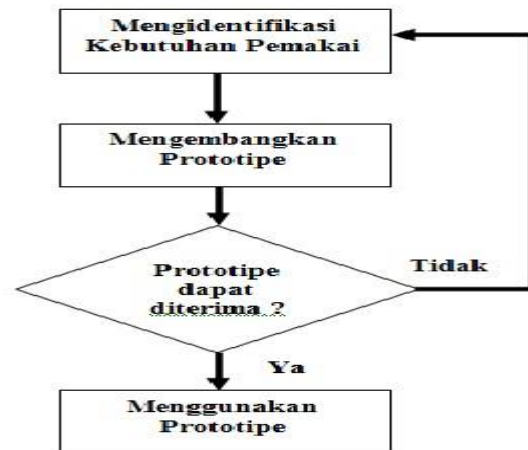 Mengidentifikasi
Kebutuhan Pemakai
Mengembangkan
Prototipe
Prototipe
dapat
diterima ?
Tidak
Ya
Menggunakan
Prototipe